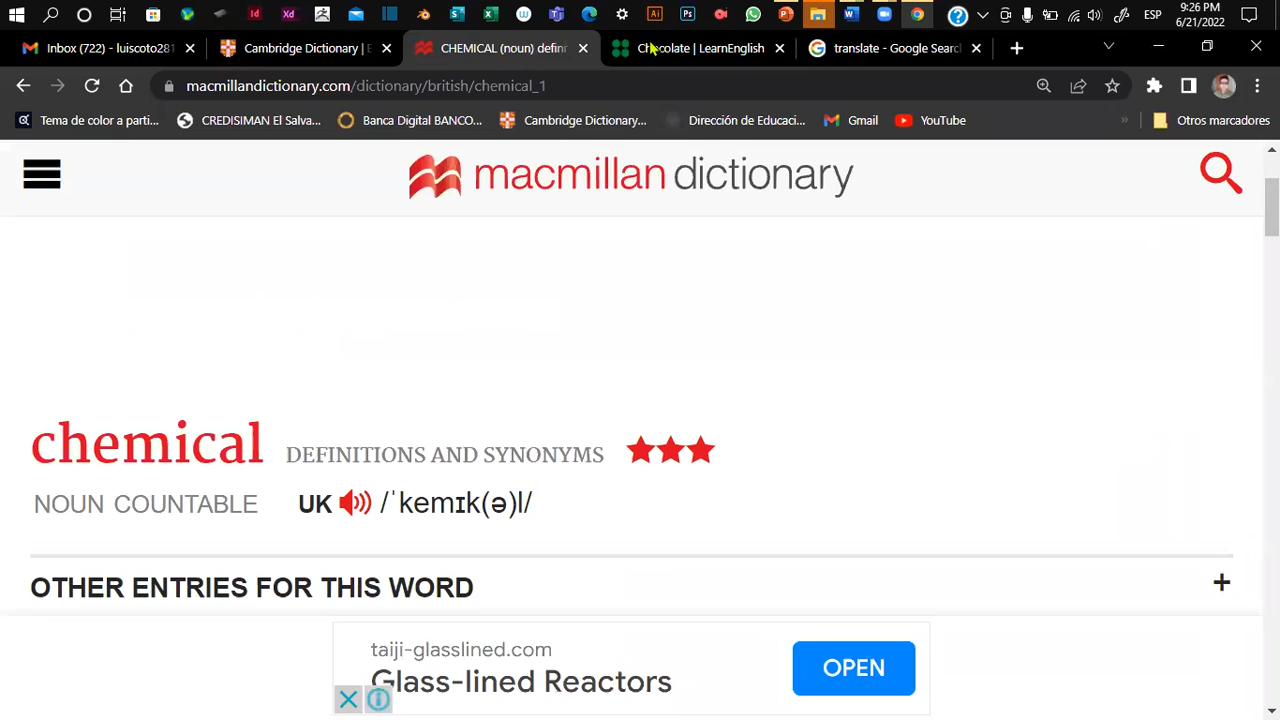 ESP
9:26 PM
6/21/2022
Inbox (722) - luiscoto281
Cambridge Dictionary | E
CHEMICAL (noun) defini
Chocolate | LearnEnglish
translate - Google Searc
macmillandictionary.com/dictionary/british/chemical_1
Tema de color a parti...
CREDISIMAN El Salva...
Banca Digital BANCO...
Cambridge Dictionary...
Dirección de Educaci...
Gmail
YouTube
»
Otros marcadores
macmillan dictionary
chemical DEFINITIONS AND SYNONYMS
NOUN COUNTABLE UK /ˈkemɪk(ə)l/
OTHER ENTRIES FOR THIS WORD +
taiji-glasslined.com
Glass-lined Reactors
OPEN